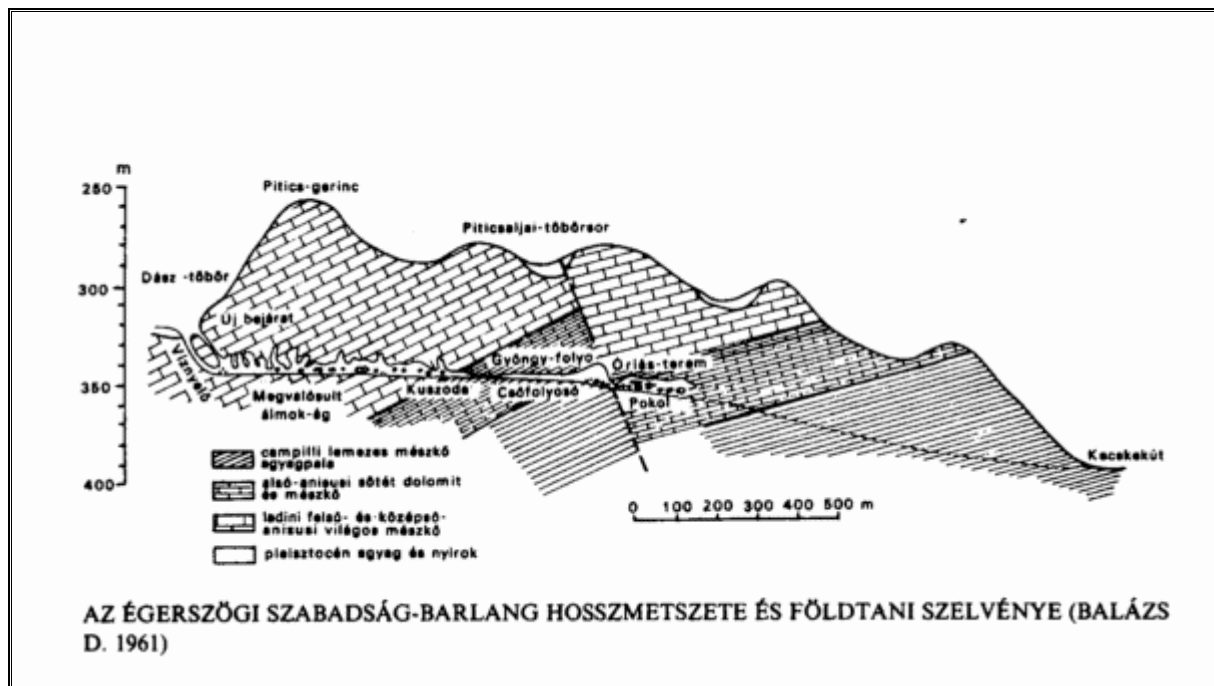 m
250
Pitics-gerinc
Piticsaljai-töbörsor
Dász -töbör
300
Új bejárat
Víznyelő
Gyöngy-folyo
Óriás-terem
350
Kuszoda
Csőfolyosó
Pokol
Megvalósult
álmok-ág
Kecskekút
400
campilli lemezes mészkő
agyagpala
alsó-anisusi sötét dolomit
és mészkő
ladini felső- és középső-
anisusi világos mészkő
pleisztocén agyag és nyirok
0 100 200 300 400 500 m
AZ ÉGERSZÖGI SZABADSÁG-BARLANG HOSSZMETSZETE ÉS FÖLDTANI SZELVÉNYE (BALÁZS
D. 1961)